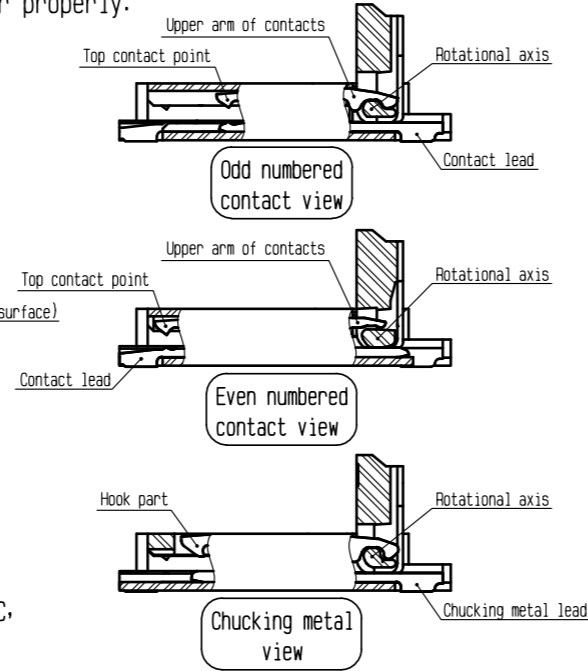 r properly.
Upper arm of contacts
Top contact point
Rotational axis
Contact lead
Odd numbered
contact view
Upper arm of contacts
Top contact point
Rotational axis
surface)
Contact lead
Even numbered
contact view
Hook part
Rotational axis
C,
Chucking metal lead
Chucking metal
view